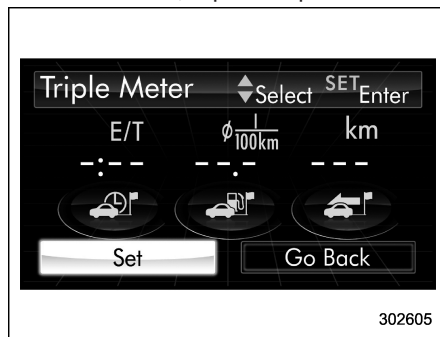 Triple Meter Select SET Enter
E/T ø l/100km km
-:-- --.- ---
Set Go Back
302605